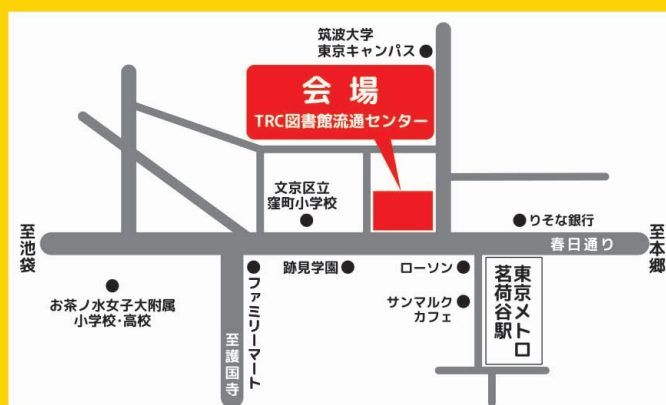 筑波大学
東京キャンパス
会場
TRC図書館流通センター
文京区立
窪町小学校
りそな銀行
至池袋
春日通り
至本郷
お茶ノ水女子大附属
小学校・高校
ファミリーマート
跡見学園
ローソン
サンマルク
カフェ
東京メトロ
茗荷谷駅
至護国寺